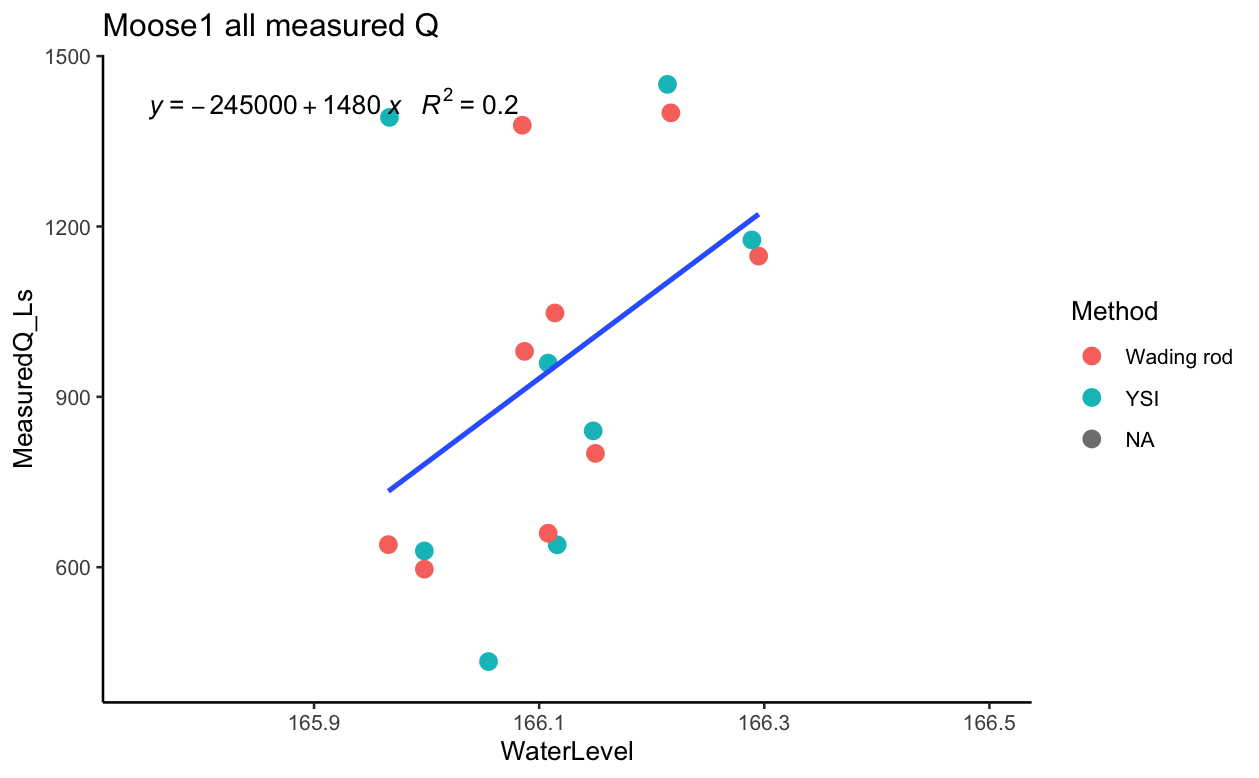 Moose1 all measured Q
1500
y = −245000 + 1480 x R² = 0.2
1200
900
600
MeasuredQ_Ls
165.9 166.1 166.3 166.5
WaterLevel
Method
Wading rod
YSI
NA